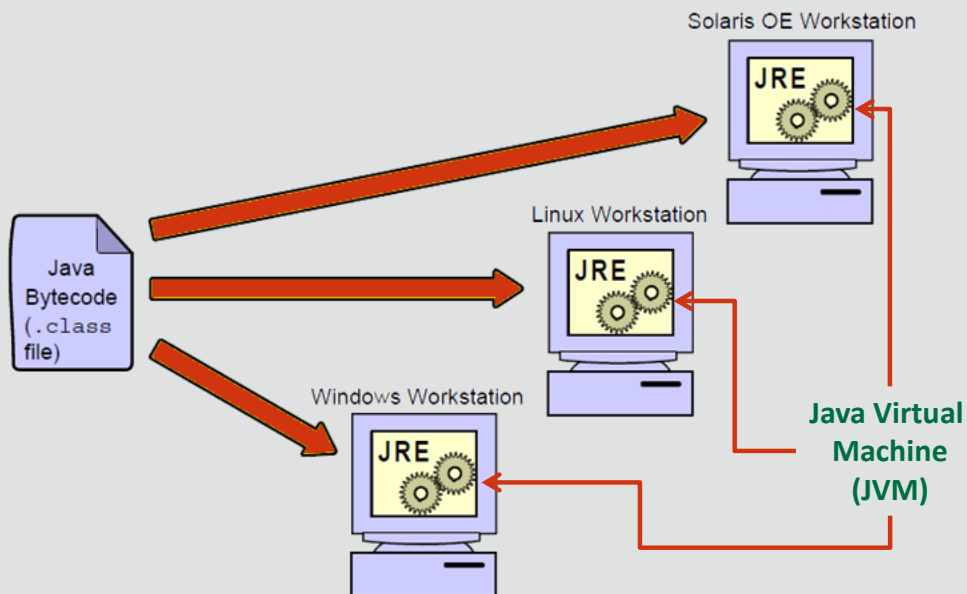 Solaris OE Workstation
JRE
Linux Workstation
JRE
Java
Bytecode
(.class
file)
Windows Workstation
JRE
Java Virtual
Machine
(JVM)